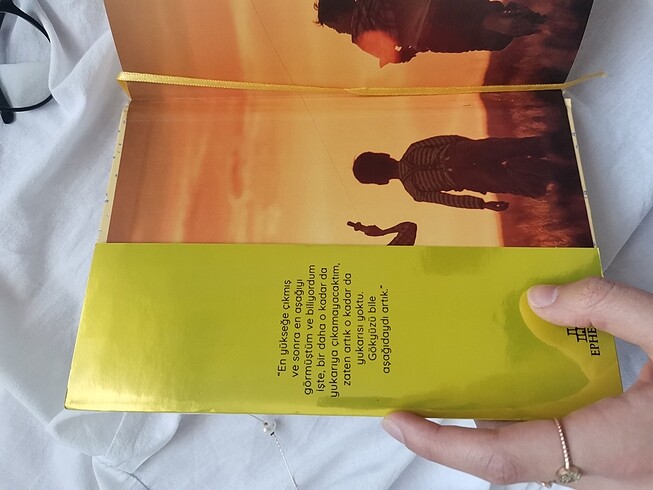 "En yükseğe çıkmış
ve sonra en aşağıyı
görmüştüm ve biliyordum
işte, bir daha o kadar da
yukarıya çıkamayacaktım,
zaten artık o kadar da
yukarısı yoktu.
Gökyüzü bile
aşağıdaydı artık."